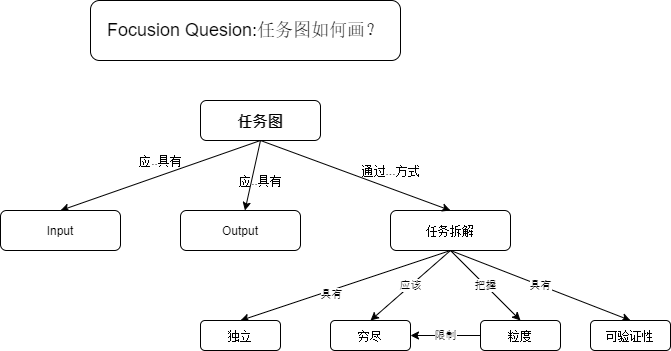 Focusion Quesion:任务图如何画？
任务图
应..具有
应..具有
通过...方式
Input
Output
任务拆解
具有
应该
把握
具有
独立
穷尽
限制
粒度
可验证性